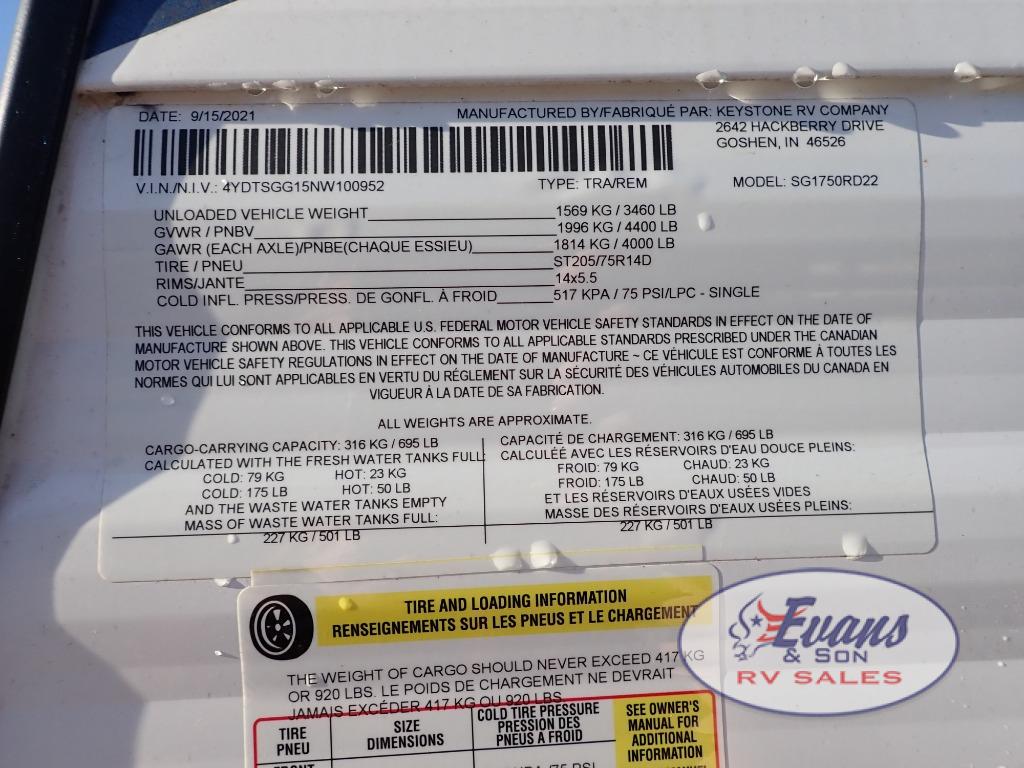 DATE: 9/15/2021
MANUFACTURED BY/FABRIQUÉ PAR: KEYSTONE RV COMPANY
2642 HACKBERRY DRIVE
GOSHEN, IN 46526
V.I.N./N.I.V.: 4YDTSGG15NW100952 TYPE: TRA/REM MODEL: SG1750RD22
UNLOADED VEHICLE WEIGHT 1569 KG / 3460 LB
GVWR / PNBV 1996 KG / 4400 LB
GAWR (EACH AXLE)/PNBE(CHAQUE ESSIEU) 1814 KG / 4000 LB
TIRE / PNEU ST205/75R14D
RIMS/JANTE 14x5.5
COLD INFL. PRESS/PRESS. DE GONFL. À FROID 517 KPA / 75 PSI/LPC - SINGLE
THIS VEHICLE CONFORMS TO ALL APPLICABLE U.S. FEDERAL MOTOR VEHICLE SAFETY STANDARDS IN EFFECT ON THE DATE OF
MANUFACTURE SHOWN ABOVE. THIS VEHICLE CONFORMS TO ALL APPLICABLE STANDARDS PRESCRIBED UNDER THE CANADIAN
MOTOR VEHICLE SAFETY REGULATIONS IN EFFECT ON THE DATE OF MANUFACTURE ~ CE VÉHICULE EST CONFORME À TOUTES LES
NORMES QUI LUI SONT APPLICABLES EN VERTU DU RÉGLEMENT SUR LA SÉCURITÉ DES VÉHICULES AUTOMOBILES DU CANADA EN
VIGUEUR À LA DATE DE SA FABRICATION.
ALL WEIGHTS ARE APPROXIMATE.
CARGO-CARRYING CAPACITY: 316 KG / 695 LB
CALCULATED WITH THE FRESH WATER TANKS FULL:
COLD: 79 KG HOT: 23 KG
COLD: 175 LB HOT: 50 LB
AND THE WASTE WATER TANKS EMPTY
MASS OF WASTE WATER TANKS FULL:
227 KG / 501 LB
CAPACITÉ DE CHARGEMENT: 316 KG / 695 LB
CALCULÉE AVEC LES RÉSERVOIRS D'EAU DOUCE PLEINS:
FROID: 79 KG CHAUD: 23 KG
FROID: 175 LB CHAUD: 50 LB
ET LES RÉSERVOIRS D'EAUX USÉES VIDES
MASSE DES RÉSERVOIRS D'EAUX USÉES PLEINS:
227 KG / 501 LB
TIRE AND LOADING INFORMATION
RENSEIGNEMENTS SUR LES PNEUS ET LE CHARGEMENT
THE WEIGHT OF CARGO SHOULD NEVER EXCEED 417 KG
OR 920 LBS. LE POIDS DE CHARGEMENT NE DEVRAIT
JAMAIS EXCÉDER 417 KG OU 920 LBS
TIRE
PNEU
SIZE
DIMENSIONS
COLD TIRE PRESSURE
PRESSION DES
PNEUS A FROID
SEE OWNER'S
MANUAL FOR
ADDITIONAL
INFORMATION
Evans
& SON
RV SALES